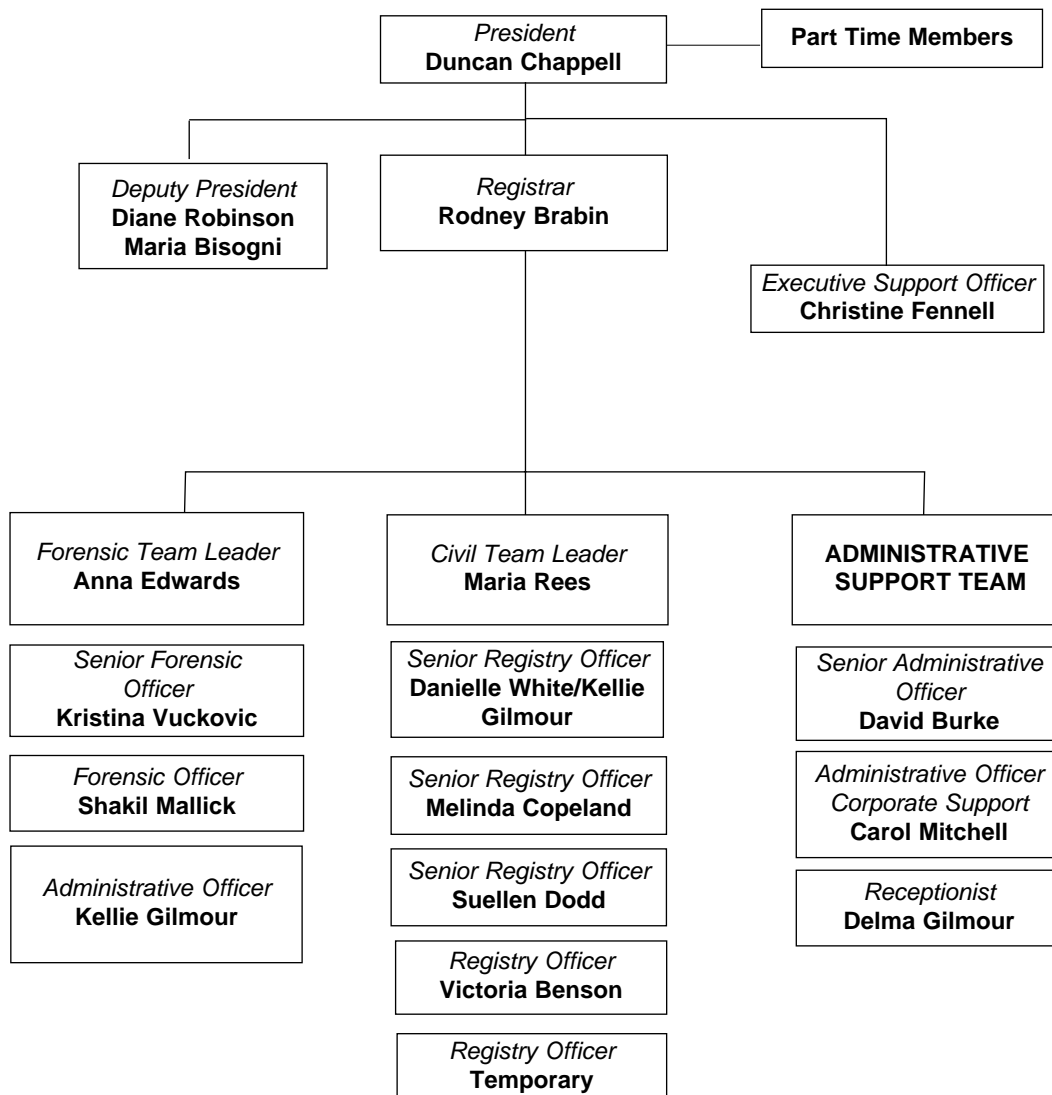 President
Duncan Chappell
Part Time Members
Deputy President
Diane Robinson
Maria Bisogni
Registrar
Rodney Brabin
Executive Support Officer
Christine Fennell
Forensic Team Leader
Anna Edwards
Senior Forensic
Officer
Kristina Vuckovic
Forensic Officer
Shakil Mallick
Administrative Officer
Kellie Gilmour
Civil Team Leader
Maria Rees
Senior Registry Officer
Danielle White/Kellie
Gilmour
Senior Registry Officer
Melinda Copeland
Senior Registry Officer
Suellen Dodd
Registry Officer
Victoria Benson
Registry Officer
Temporary
ADMINISTRATIVE
SUPPORT TEAM
Senior Administrative
Officer
David Burke
Administrative Officer
Corporate Support
Carol Mitchell
Receptionist
Delma Gilmour